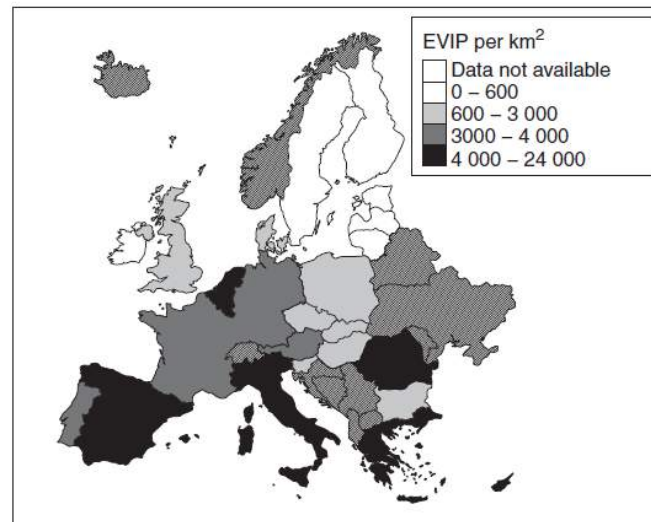 EVIP per km²
Data not available
0 – 600
600 – 3 000
3000 – 4 000
4 000 – 24 000